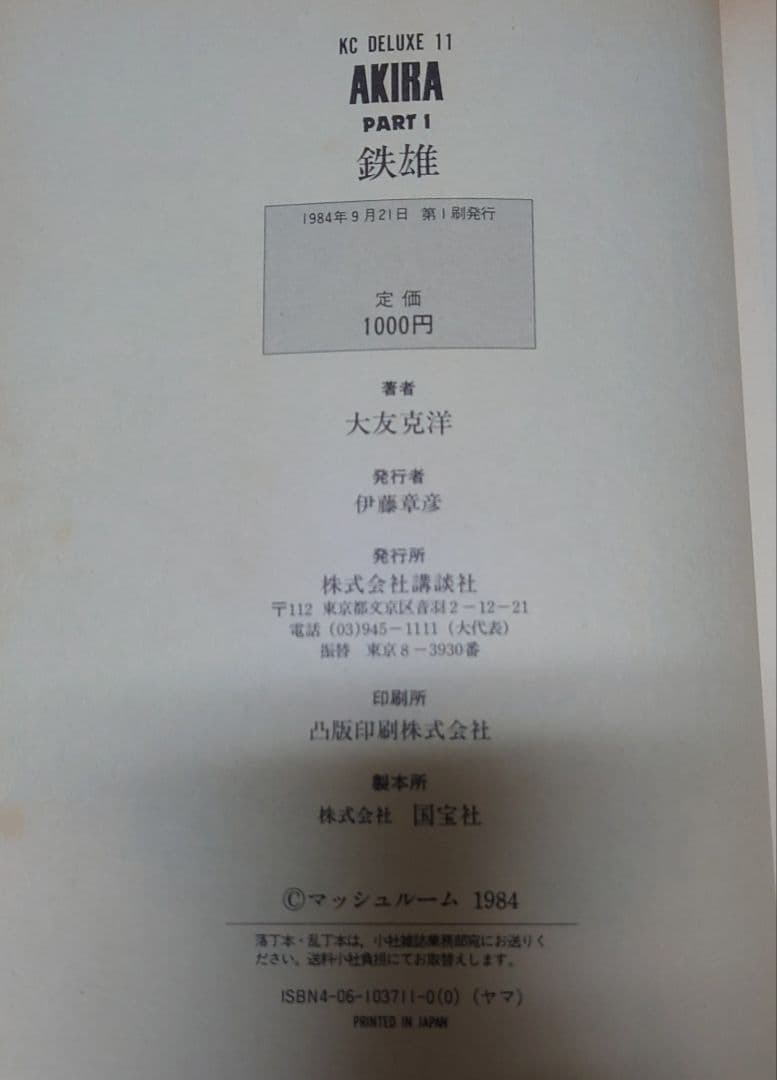 KC DELUXE 11
AKIRA
PART 1
鉄雄
1984年9月21日 第1刷発行
定価
1000円
著者
大友克洋
発行者
伊藤章彦
発行所
株式会社講談社
〒112 東京都文京区音羽2－12－21
電話 (03)945－1111 (大代表)
振替 東京8－3930番
印刷所
凸版印刷株式会社
製本所
株式会社 国宝社
©マッシュルーム 1984
落丁本・乱丁本は、小社雑誌業務部宛にお送りく
ださい。送料小社負担にてお取替えします。
ISBN4-06-103711-0(0) (ヤマ)
PRINTED IN JAPAN